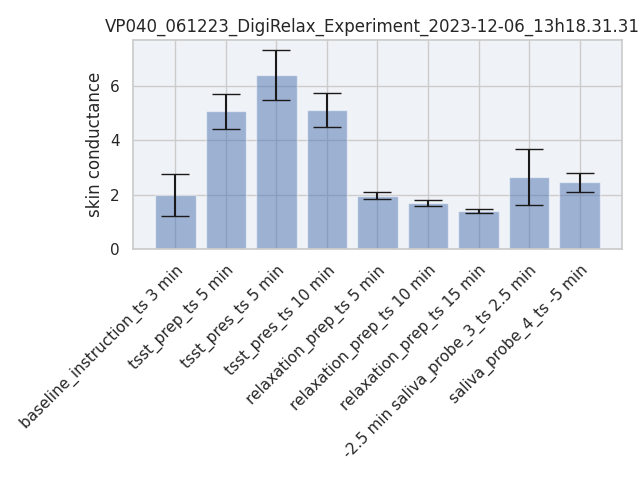 VP040_061223_DigiRelax_Experiment_2023-12-06_13h18.31.31
skin conductance
6
4
2
0
baseline_instruction_ts 3 min
tsst_prep_ts 5 min
tsst_pres_ts 5 min
tsst_pres_ts 10 min
relaxation_prep_ts 5 min
relaxation_prep_ts 10 min
relaxation_prep_ts 15 min
-2.5 min saliva_probe_3_ts 2.5 min
saliva_probe_4_ts -5 min